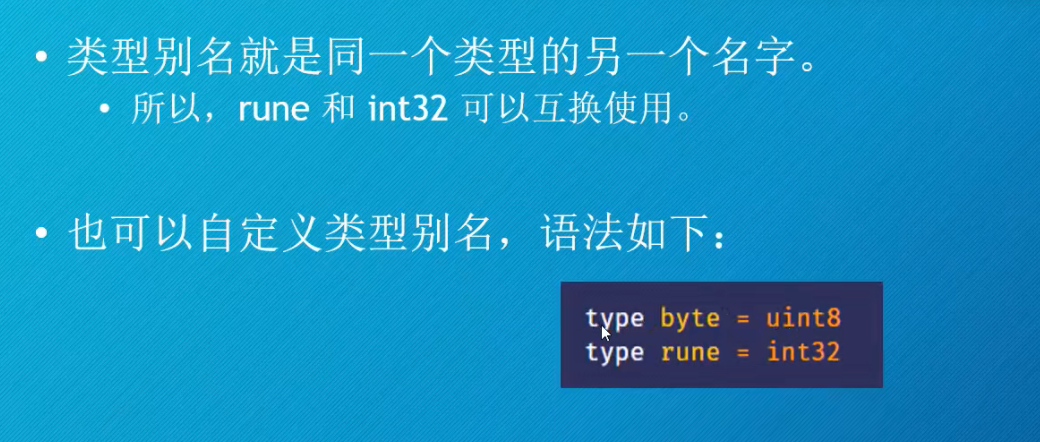 • 类型别名就是同一个类型的另一个名字。
• 所以，rune 和 int32 可以互换使用。
• 也可以自定义类型别名，语法如下：
type byte = uint8
type rune = int32